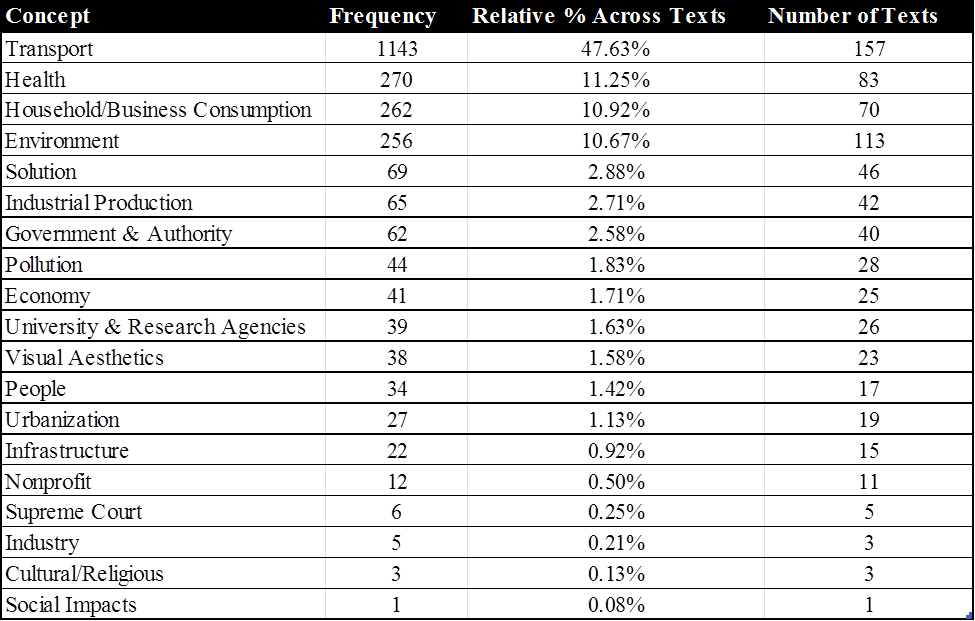 Concept Frequency Relative % Across Texts Number of Texts
Transport 1143 47.63% 157
Health 270 11.25% 83
Household/Business Consumption 262 10.92% 70
Environment 256 10.67% 113
Solution 69 2.88% 46
Industrial Production 65 2.71% 42
Government & Authority 62 2.58% 40
Pollution 44 1.83% 28
Economy 41 1.71% 25
University & Research Agencies 39 1.63% 26
Visual Aesthetics 38 1.58% 23
People 34 1.42% 17
Urbanization 27 1.13% 19
Infrastructure 22 0.92% 15
Nonprofit 12 0.50% 11
Supreme Court 6 0.25% 5
Industry 5 0.21% 3
Cultural/Religious 3 0.13% 3
Social Impacts 1 0.08% 1